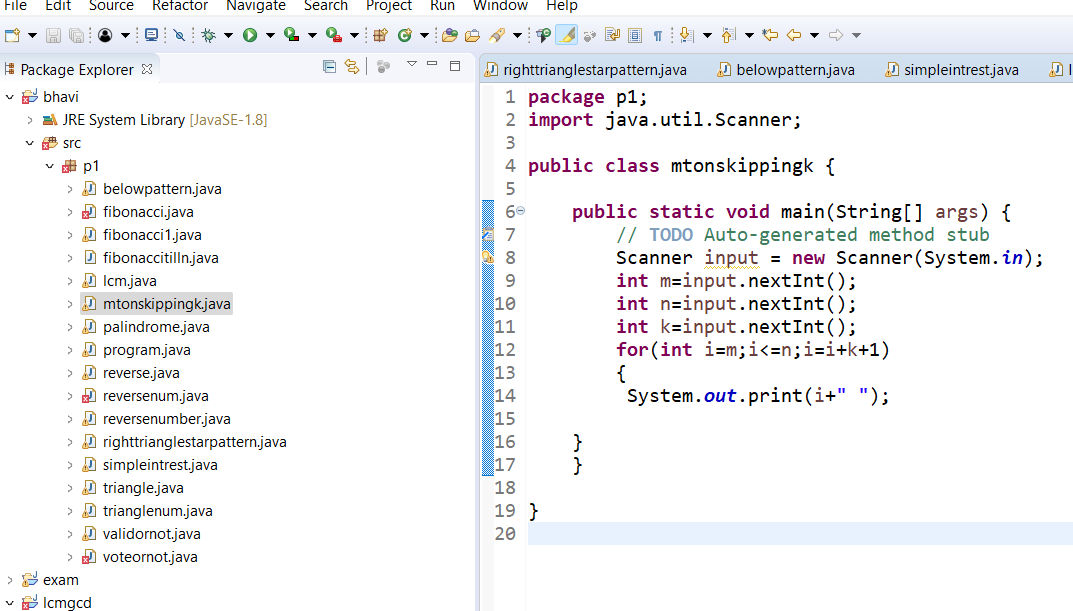 File Edit Source Refactor Navigate Search Project Run Window Help
Package Explorer
bhavi
JRE System Library [JavaSE-1.8]
src
p1
belowpattern.java
fibonacci.java
fibonacci1.java
fibonaccitilln.java
lcm.java
mtonskippingk.java
palindrome.java
program.java
reverse.java
reversenum.java
reversenumber.java
righttrianglestarpattern.java
simpleintrest.java
triangle.java
trianglenum.java
validornot.java
voteornot.java
exam
lcmgcd
righttrianglestarpattern.java belowpattern.java simpleintrest.java
1 package p1;
2 import java.util.Scanner;
3
4 public class mtonskippingk {
5
6 public static void main(String[] args) {
7 // TODO Auto-generated method stub
8 Scanner input = new Scanner(System.in);
9 int m=input.nextInt();
10 int n=input.nextInt();
11 int k=input.nextInt();
12 for(int i=m;i<=n;i=i+k+1)
13 {
14 System.out.print(i+" ");
15
16 }
17 }
18
19 }
20